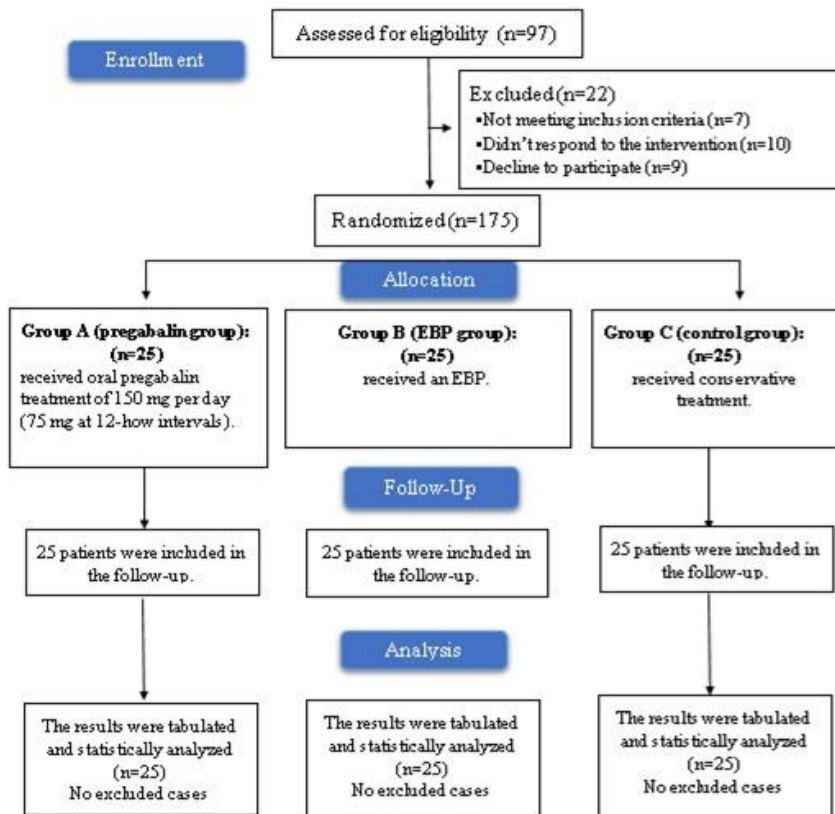 Assessed for eligibility (n=97)
Enrollment
Excluded (n=22)
▪Not meeting inclusion criteria (n=7)
▪Didn't respond to the intervention (n=10)
▪Decline to participate (n=9)
Randomized (n=175)
Allocation
Group A (pregabalin group):
(n=25)
received oral pregabalin
treatment of 150 mg per day
(75 mg at 12-how intervals).
Group B (EBP group):
(n=25)
received an EBP.
Group C (control group):
(n=25)
received conservative
treatment.
Follow-Up
25 patients were included in
the follow-up.
25 patients were included in
the follow-up.
25 patients were included in
the follow-up.
Analysis
The results were tabulated
and statistically analyzed
(n=25)
No excluded cases
The results were tabulated
and statistically analyzed
(n=25)
No excluded cases
The results were tabulated
and statistically analyzed
(n=25)
No excluded cases